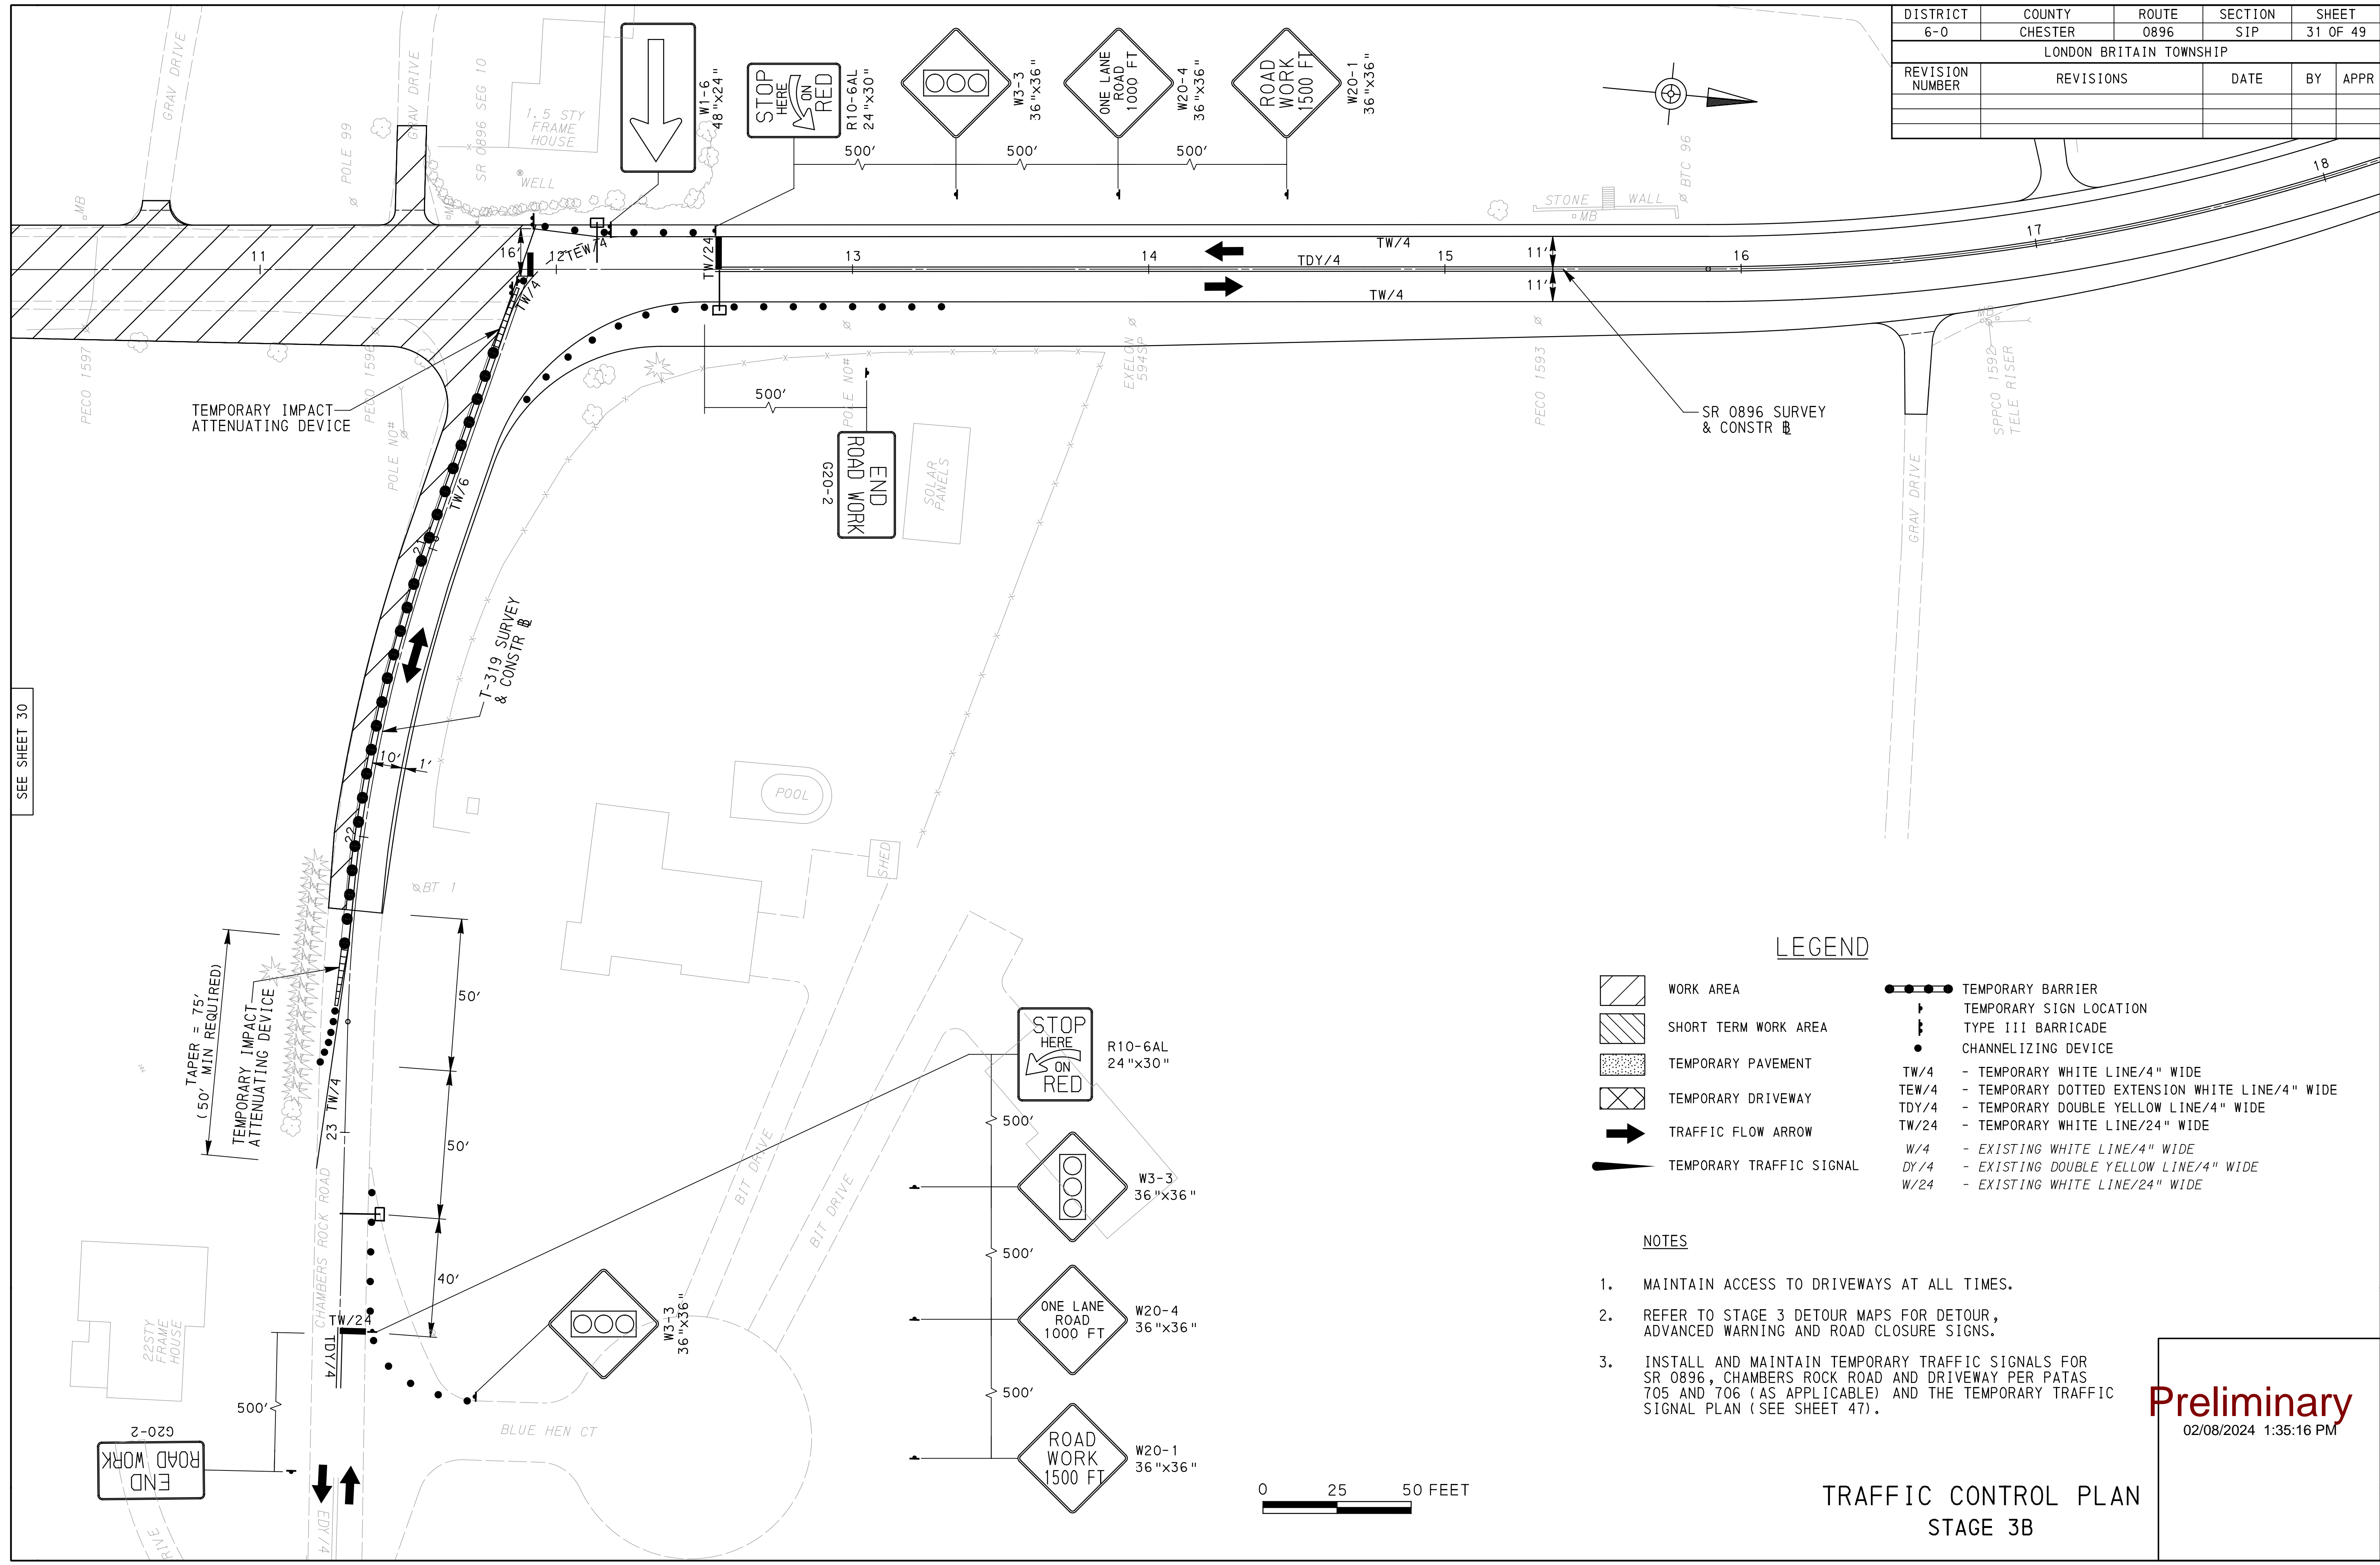 DISTRICT COUNTY ROUTE SECTION SHEET
6-0 CHESTER 0896 SIP 31 OF 49
LONDON BRITAIN TOWNSHIP
REVISION NUMBER REVISIONS DATE BY APPR
GRAV DRIVE
GRAV DRIVE
MB
POLE 99
SR 0896 SEG 10
1.5 STY
FRAME
HOUSE
WELL
MB
W1-6
48"x24"
STOP
HERE
ON
RED
R10-6AL
24"x30"
W3-3
36"x36"
ONE LANE
ROAD
1000 FT
W20-4
36"x36"
ROAD
WORK
1500 FT
W20-1
36"x36"
500'
500'
500'
STONE WALL
MB
BTC 96
11
16'
12
TEW/4
TW/4
TW/24
13
14
15
16
17
18
TW/4
TDY/4
TW/4
11'
11'
PECO 1597
PECO 1596
POLE NO#
POLE NO#
EXELON
594SP
PECO 1593
MB
SPPCO 1592
TELE RISER
GRAV DRIVE
TEMPORARY IMPACT
ATTENUATING DEVICE
500'
END
ROAD WORK
G20-2
SOLAR
PANELS
SR 0896 SURVEY
& CONSTR BL
TW/6
21
T-319 SURVEY
& CONSTR BL
SEE SHEET 30
10'
1'
22
POOL
SHED
BT 1
TAPER = 75'
(50' MIN REQUIRED)
TEMPORARY IMPACT
ATTENUATING DEVICE
50'
50'
40'
TW/4
23
CHAMBERS ROCK ROAD
BIT DRIVE
BIT DRIVE
TW/24
TDY/4
22STY
FRAME
HOUSE
500'
G20-2
END
ROAD WORK
EDY/4
BLUE HEN CT
W3-3
36"x36"
STOP
HERE
ON
RED
R10-6AL
24"x30"
500'
W3-3
36"x36"
500'
ONE LANE
ROAD
1000 FT
W20-4
36"x36"
500'
ROAD
WORK
1500 FT
W20-1
36"x36"
0 25 50 FEET
LEGEND
WORK AREA
SHORT TERM WORK AREA
TEMPORARY PAVEMENT
TEMPORARY DRIVEWAY
TRAFFIC FLOW ARROW
TEMPORARY TRAFFIC SIGNAL
TEMPORARY BARRIER
TEMPORARY SIGN LOCATION
TYPE III BARRICADE
CHANNELIZING DEVICE
TW/4 - TEMPORARY WHITE LINE/4" WIDE
TEW/4 - TEMPORARY DOTTED EXTENSION WHITE LINE/4" WIDE
TDY/4 - TEMPORARY DOUBLE YELLOW LINE/4" WIDE
TW/24 - TEMPORARY WHITE LINE/24" WIDE
W/4 - EXISTING WHITE LINE/4" WIDE
DY/4 - EXISTING DOUBLE YELLOW LINE/4" WIDE
W/24 - EXISTING WHITE LINE/24" WIDE
NOTES
1. MAINTAIN ACCESS TO DRIVEWAYS AT ALL TIMES.
2. REFER TO STAGE 3 DETOUR MAPS FOR DETOUR,
ADVANCED WARNING AND ROAD CLOSURE SIGNS.
3. INSTALL AND MAINTAIN TEMPORARY TRAFFIC SIGNALS FOR
SR 0896, CHAMBERS ROCK ROAD AND DRIVEWAY PER PATAS
705 AND 706 (AS APPLICABLE) AND THE TEMPORARY TRAFFIC
SIGNAL PLAN (SEE SHEET 47).
Preliminary
02/08/2024 1:35:16 PM
TRAFFIC CONTROL PLAN
STAGE 3B